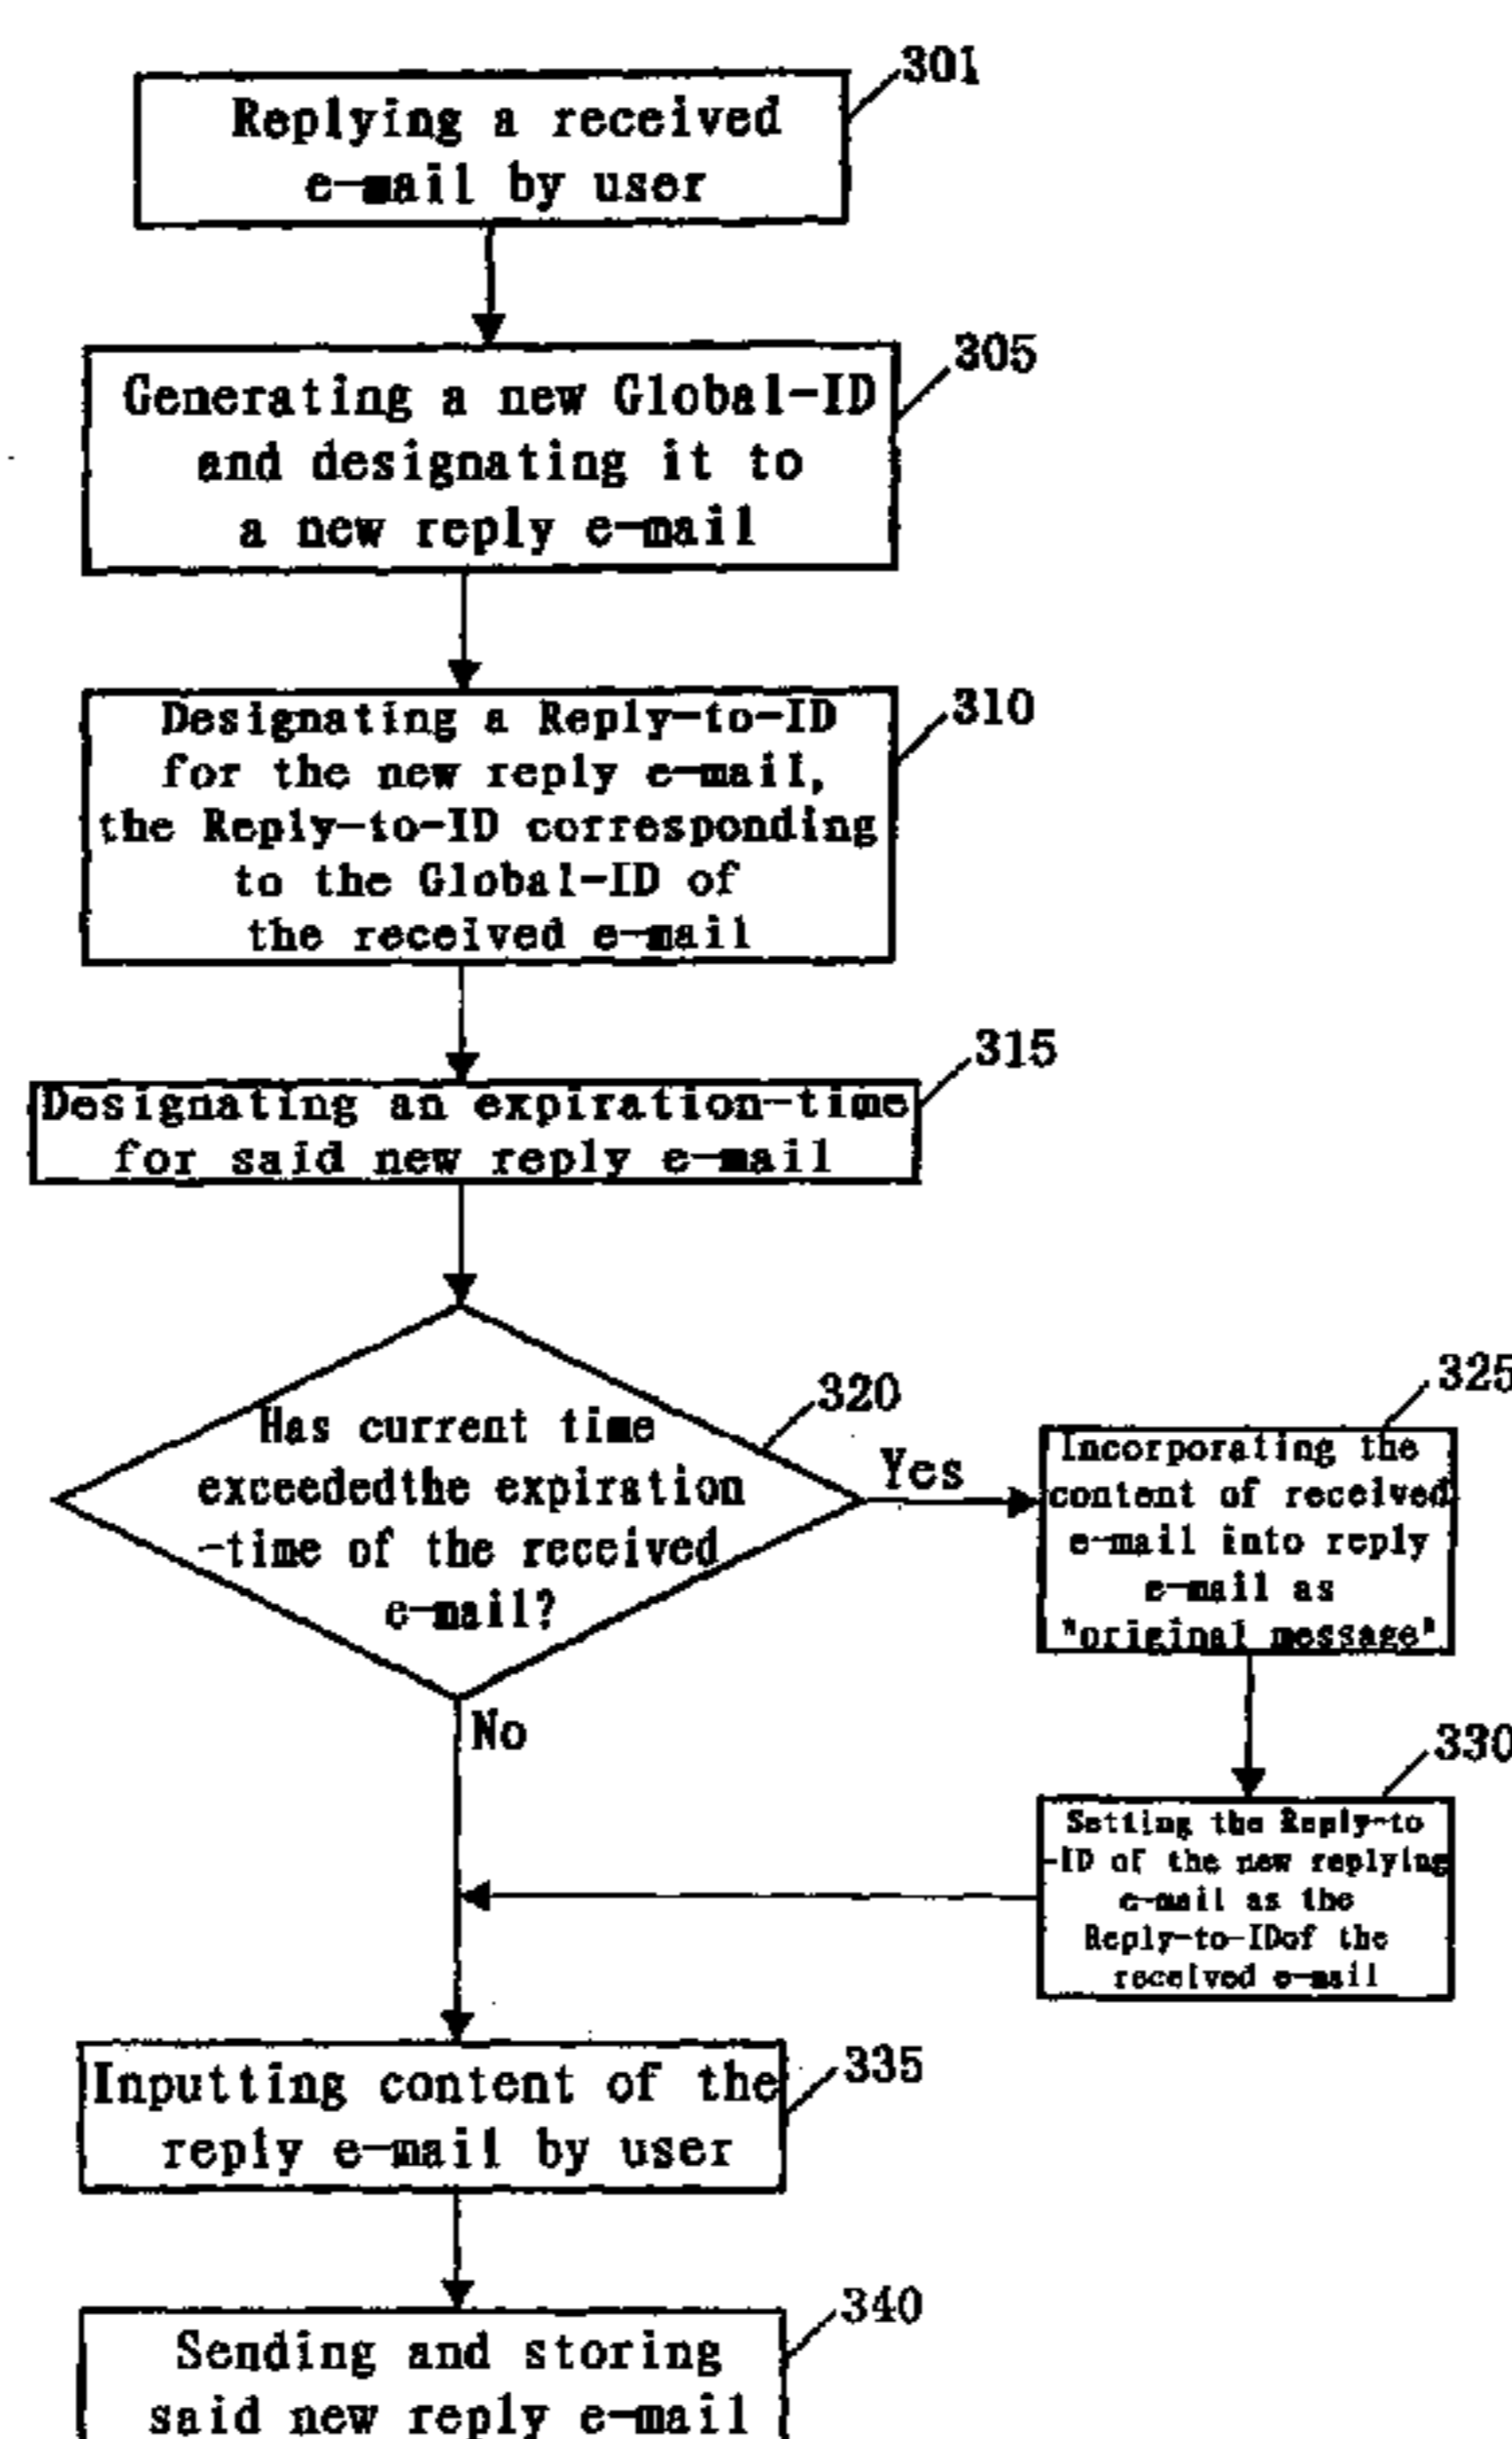 301
Replying a received
e-mail by user
305
Generating a new Global-ID
and designating it to
a new reply e-mail
310
Designating a Reply-to-ID
for the new reply e-mail,
the Reply-to-ID corresponding
to the Global-ID of
the received e-mail
315
Designating an expiration-time
for said new reply e-mail
320
Has current time
exceededthe expiration
-time of the received
e-mail?
Yes
No
325
Incorporating the
content of received
e-mail into reply
e-mail as
"original message"
330
Setting the Reply-to
-ID of the new replying
e-mail as the
Reply-to-IDof the
received e-mail
335
Inputting content of the
reply e-mail by user
340
Sending and storing
said new reply e-mail